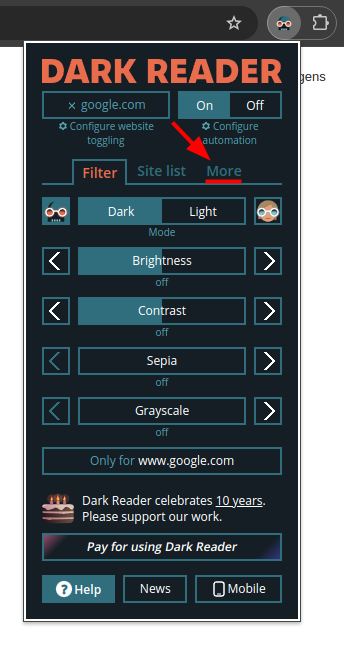 gens
DARK READER
× google.com
On
Off
Configure website
toggling
Configure
automation
Filter
Site list
More
Dark
Light
Mode
Brightness
off
Contrast
off
Sepia
off
Grayscale
off
Only for www.google.com
Dark Reader celebrates 10 years.
Please support our work.
Pay for using Dark Reader
? Help
News
Mobile